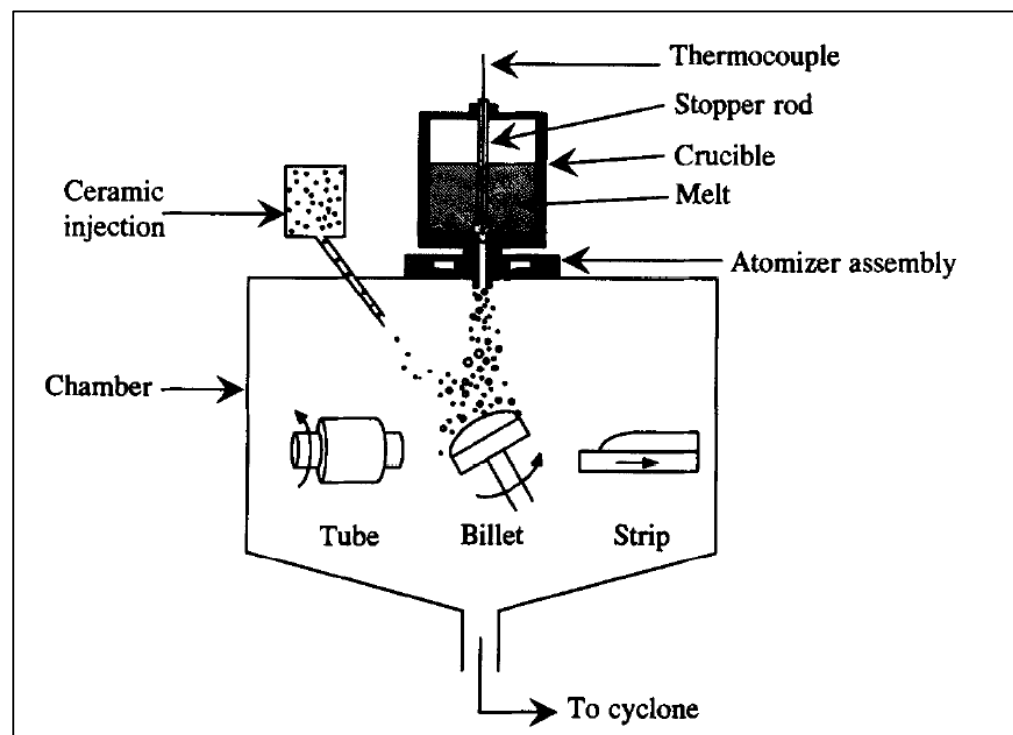 Thermocouple
Stopper rod
Crucible
Melt
Ceramic
injection
Atomizer assembly
Chamber
Tube
Billet
Strip
To cyclone